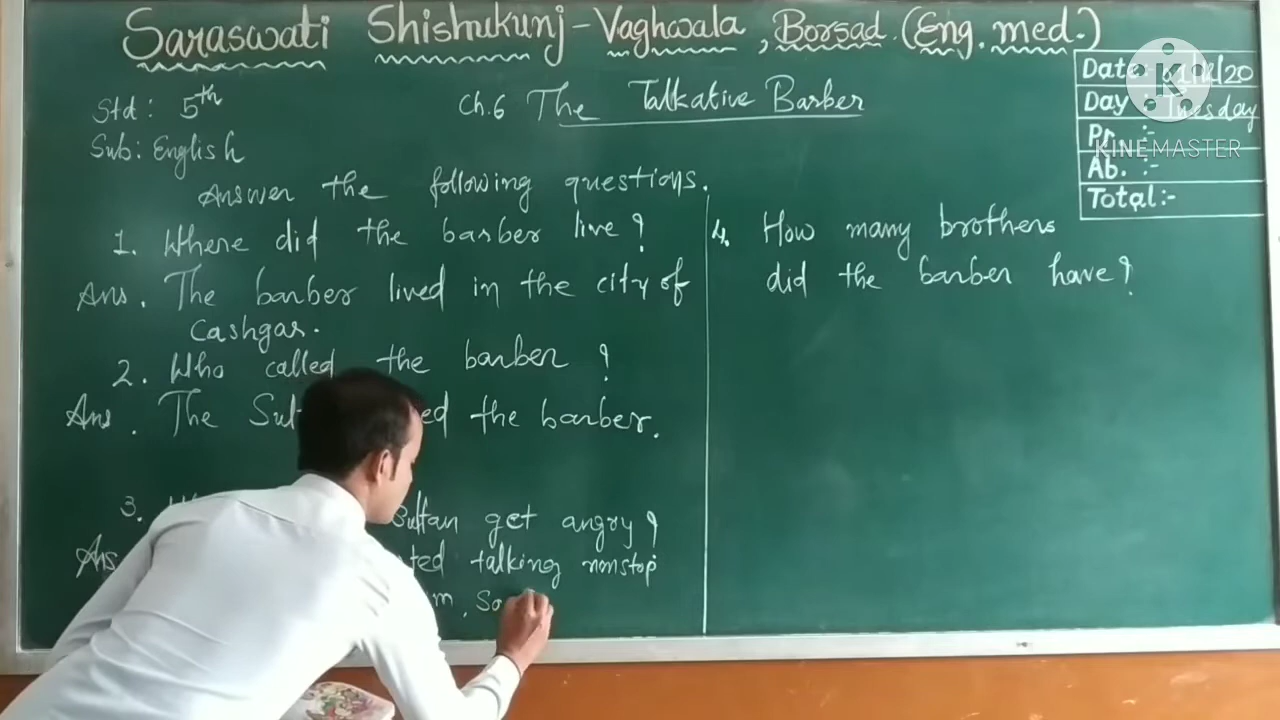 Saraswati Shishukunj - Vaghwala , Borsad. (Eng. med.)
Date:- /20
Day :- Tuesday
Pr. :-
Ab. :-
Total:-
K
KINEMASTER
Std : 5th
Sub: English
Ch.6 The Talkative Barber
Answer the following questions.
1. Where did the barber live?
Ans. The barber lived in the city of
Cashgar.
2. Who called the barber ?
Ans. The ed the barber.
3. Sultan get angry?
Ans talking nonstop
4. How many brothers
did the barber have?